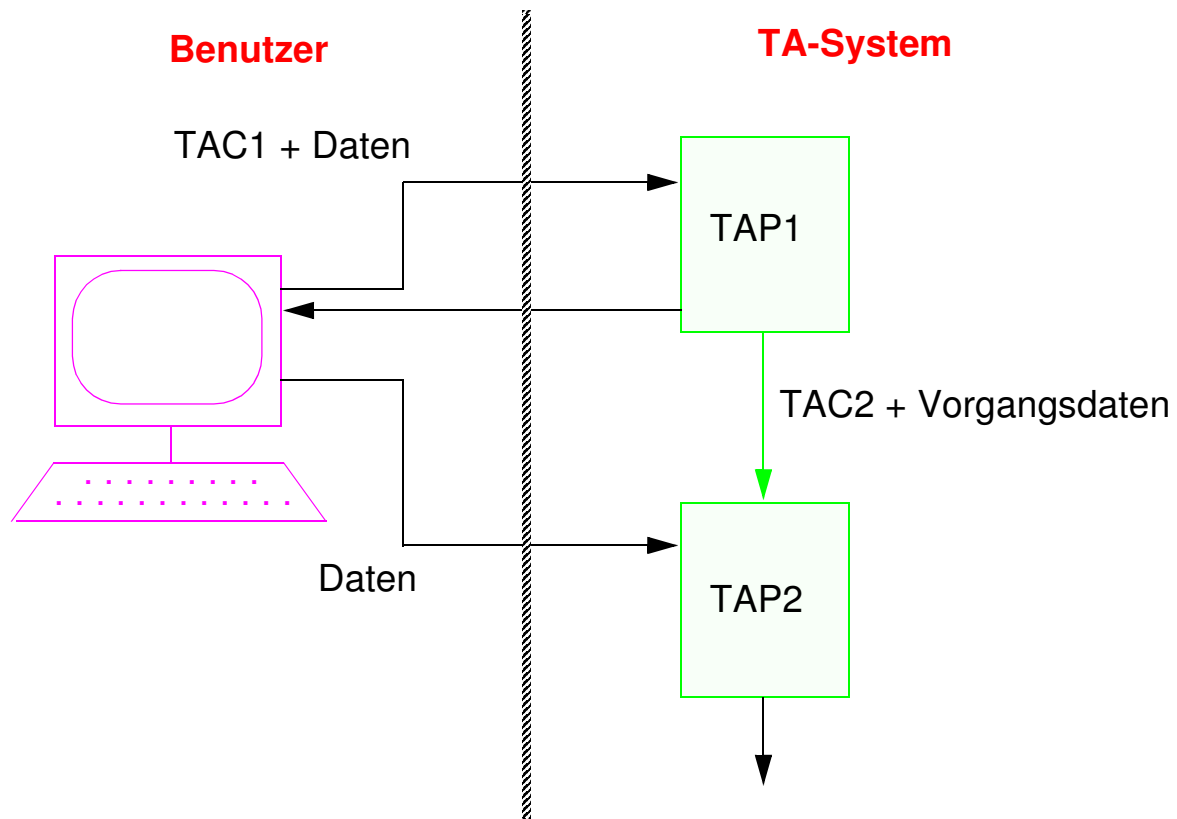 Benutzer
TA-System
TAC1 + Daten
TAP1
TAC2 + Vorgangsdaten
Daten
TAP2